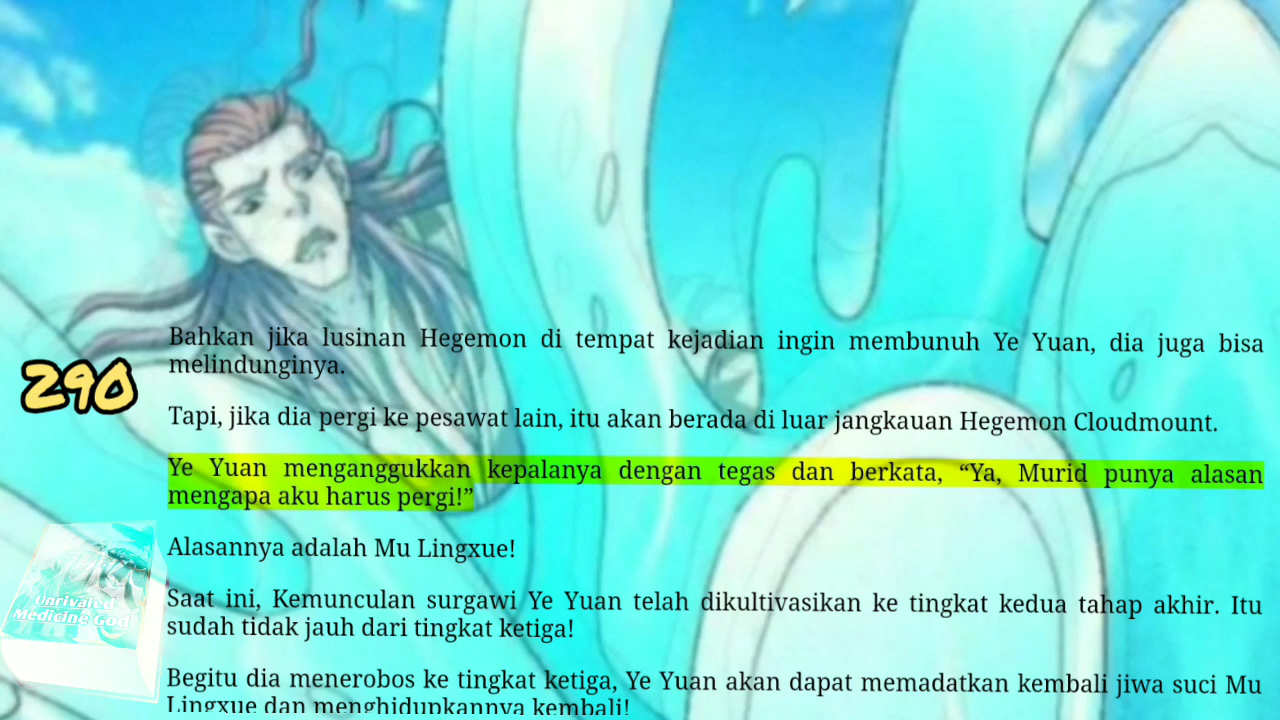 Bahkan jika lusinan Hegemon di tempat kejadian ingin membunuh Ye Yuan, dia juga bisa
melindunginya.
Tapi, jika dia pergi ke pesawat lain, itu akan berada di luar jangkauan Hegemon Cloudmount.
290
Ye Yuan menganggukkan kepalanya dengan tegas dan berkata, “Ya, Murid punya alasan
mengapa aku harus pergi!”
Alasannya adalah Mu Lingxue!
Unrivaled
Medicine God
Saat ini, Kemunculan surgawi Ye Yuan telah dikultivasikan ke tingkat kedua tahap akhir. Itu
sudah tidak jauh dari tingkat ketiga!
Begitu dia menerobos ke tingkat ketiga, Ye Yuan akan dapat memadatkan kembali jiwa suci Mu
Lingxue dan menghidupkannya kembali!